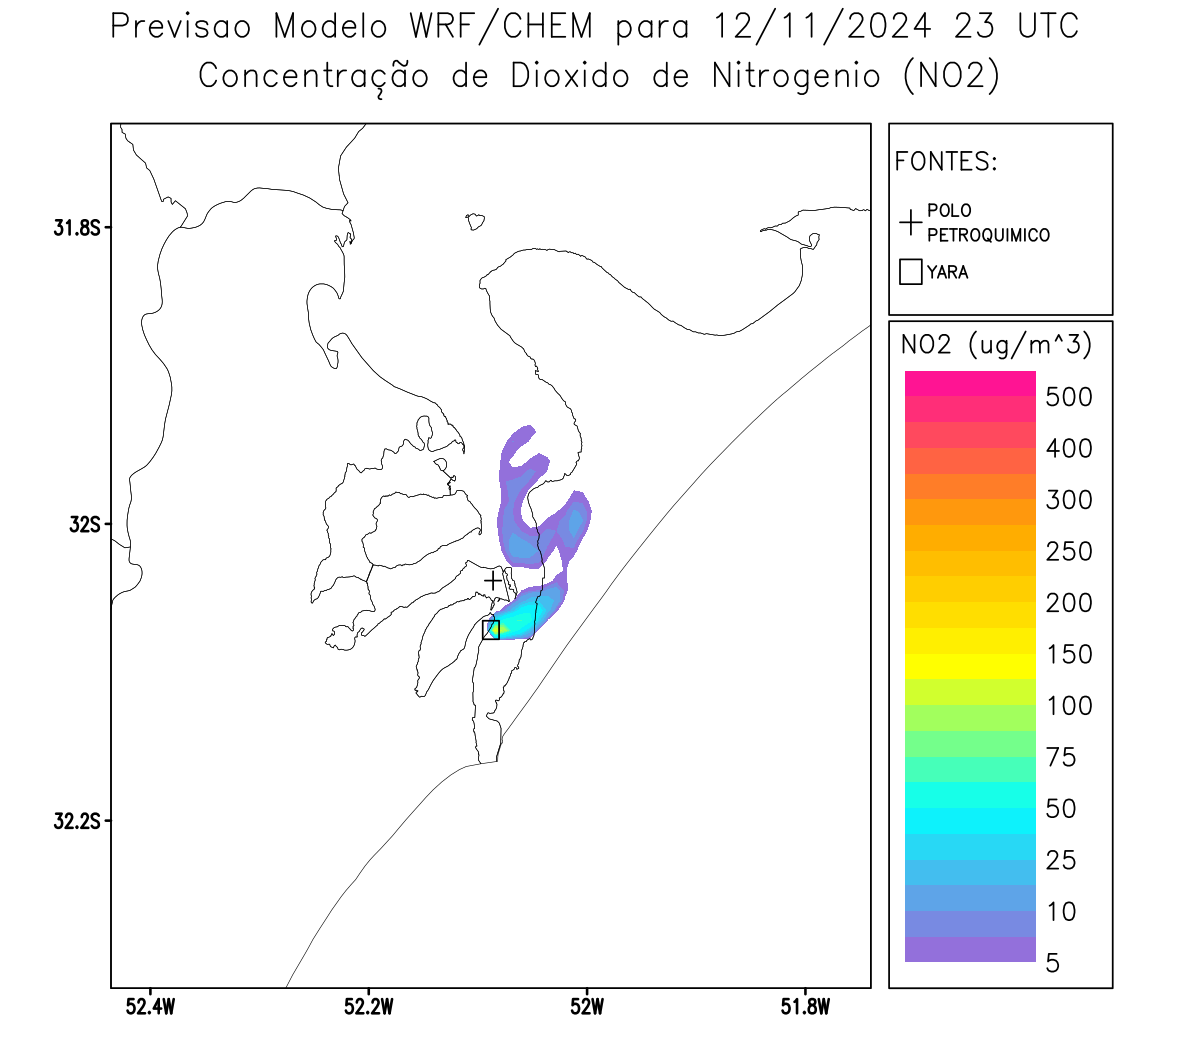 Previsao Modelo WRF/CHEM para 12/11/2024 23 UTC
Concentração de Dioxido de Nitrogenio (NO2)
FONTES:
POLO
PETROQUIMICO
YARA
31.8S
32S
32.2S
52.4W
52.2W
52W
51.8W
NO2 (ug/m^3)
500
400
300
250
200
150
100
75
50
25
10
5